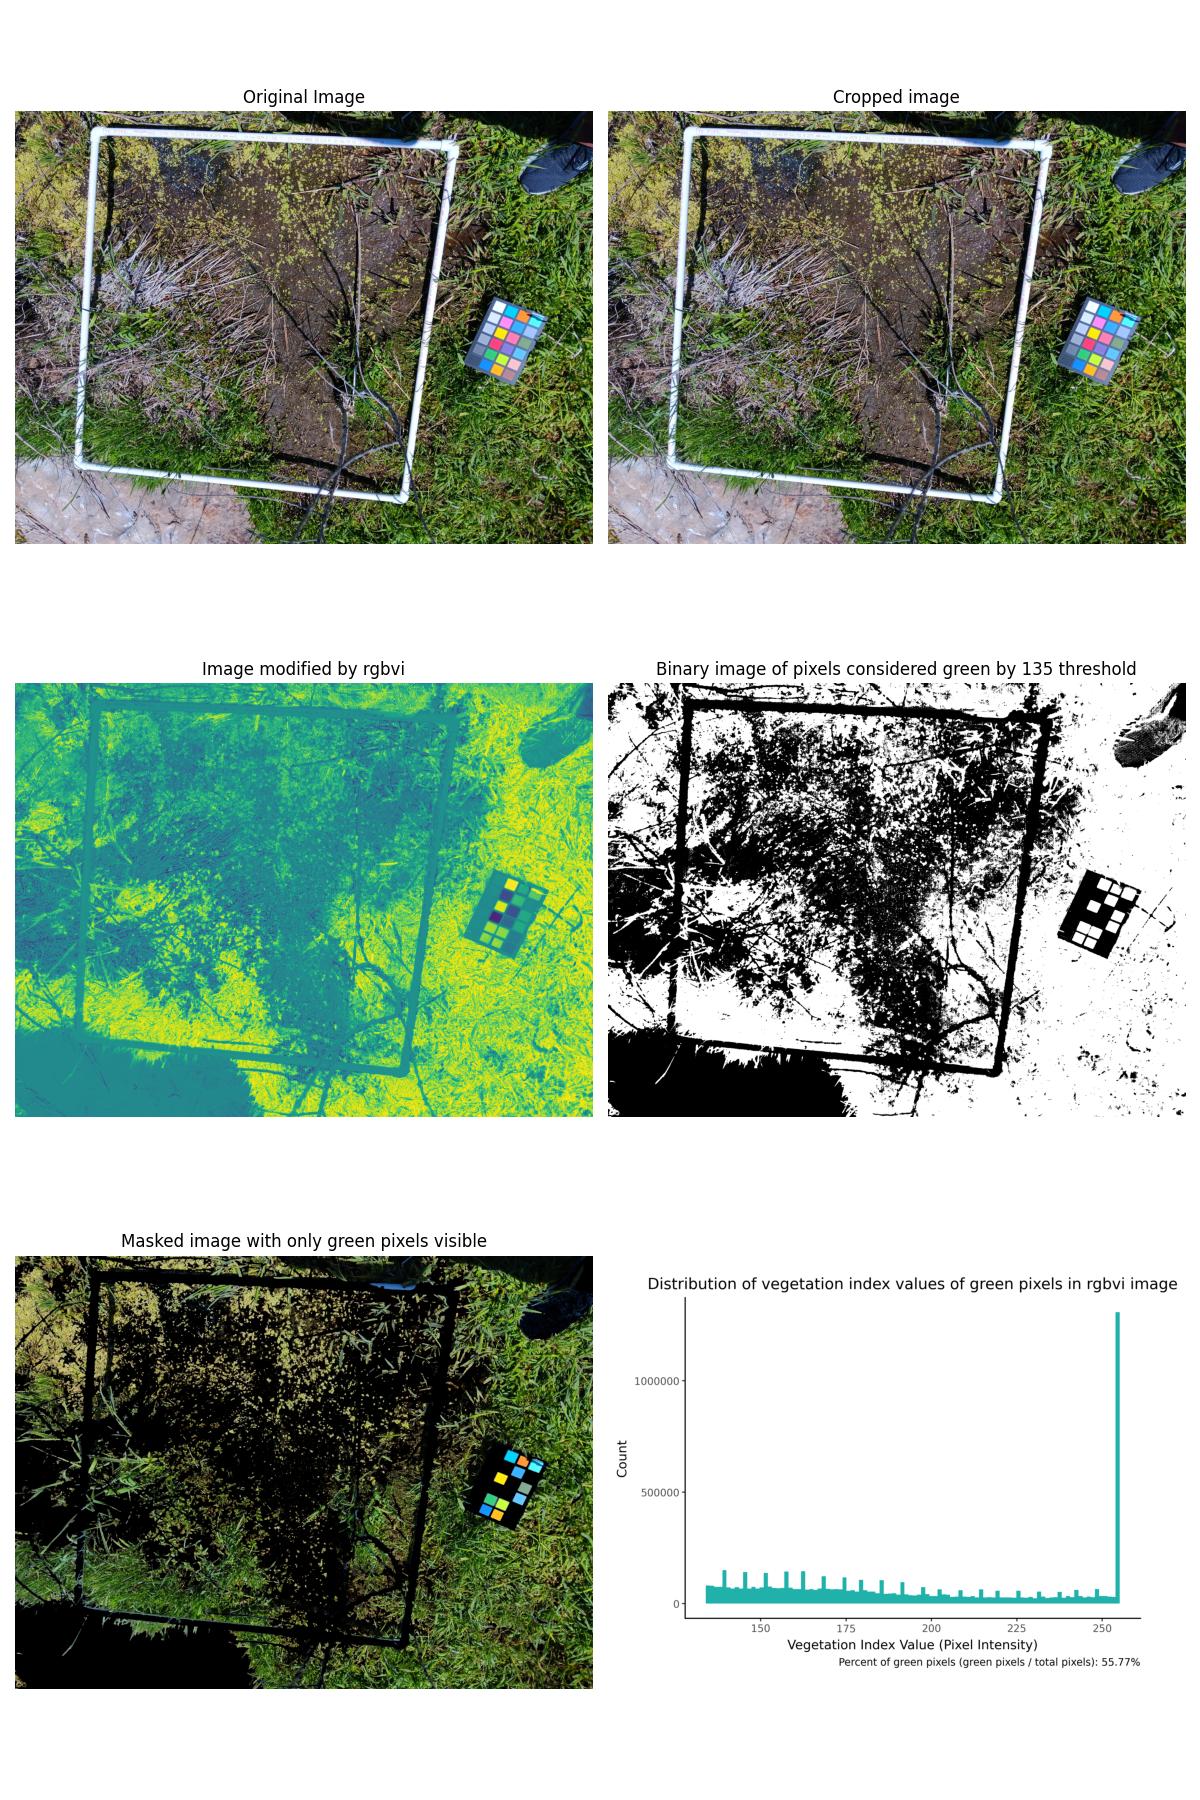 Original Image
Cropped image
Image modified by rgbvi
Binary image of pixels considered green by 135 threshold
Masked image with only green pixels visible
Distribution of vegetation index values of green pixels in rgbvi image
1000000
500000
0
Count
150 175 200 225 250
Vegetation Index Value (Pixel Intensity)
Percent of green pixels (green pixels / total pixels): 55.77%